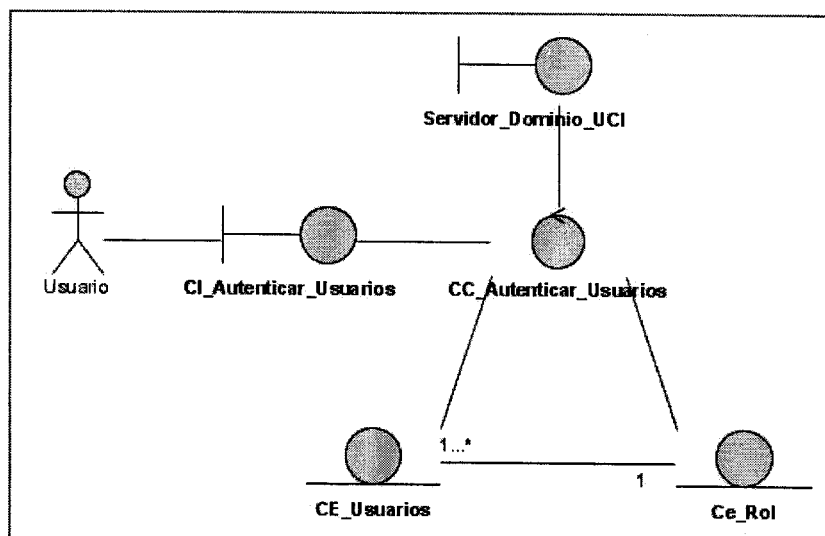 Servidor_Dominio_UCI
Usuario
CI_Autenticar_Usuarios
CC_Autenticar_Usuarios
1...*
1
CE_Usuarios
Ce_Rol